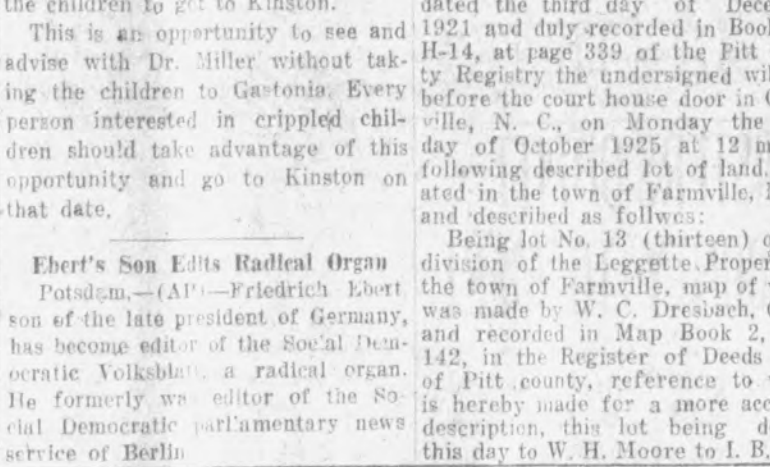 the children to get to Kinston.
This is an opportunity to see and
advise with Dr. Miller without tak-
ing the children to Gastonia. Every
person interested in crippled chil-
dren should take advantage of this
opportunity and go to Kinston on
that date.
Ebert's Son Edits Radical Organ
Potsdam,—(AP)—Friedrich Ebert
son of the late president of Germany,
has become editor of the Social Dem-
ocratic Volksblatt, a radical organ.
He formerly was editor of the So-
cial Democratic parliamentary news
service of Berlin
dated the third day of Dece
1921 and duly recorded in Book
H-14, at page 339 of the Pitt
ty Registry the undersigned wil
before the court house door in
ville, N. C., on Monday the
day of October 1925 at 12 m
following described lot of land.
ated in the town of Farmville,
and described as follwes:
Being lot No. 13 (thirteen) o
division of the Leggette Proper
the town of Farmville, map of
was made by W. C. Dresbach,
and recorded in Map Book 2,
142, in the Register of Deeds
of Pitt county, reference to
is hereby made for a more acc
description, this lot being d
this day to W. H. Moore to I. B.